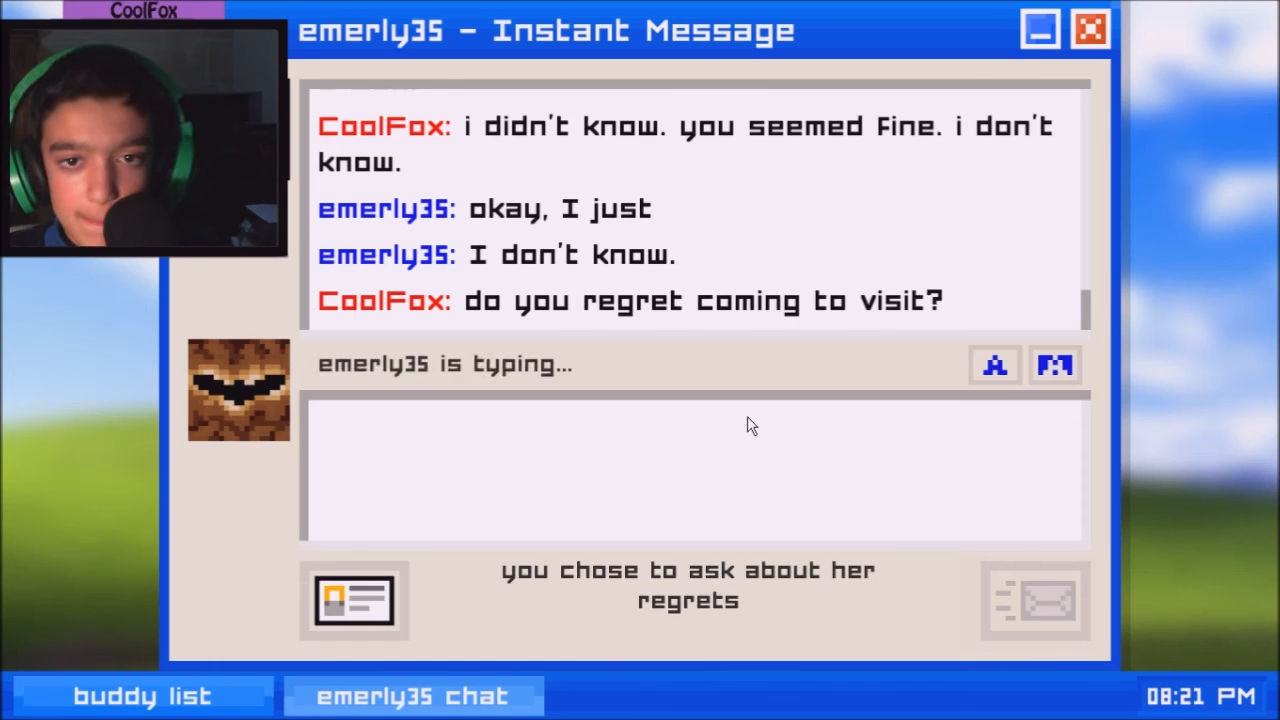 CoolFox
emerly35 - Instant Message
CoolFox: i didn't know. you seemed fine. i don't
know.
emerly35: okay, I just
emerly35: I don't know.
CoolFox: do you regret coming to visit?
emerly35 is typing...
A
you chose to ask about her
regrets
buddy list
emerly35 chat
08:21 PM